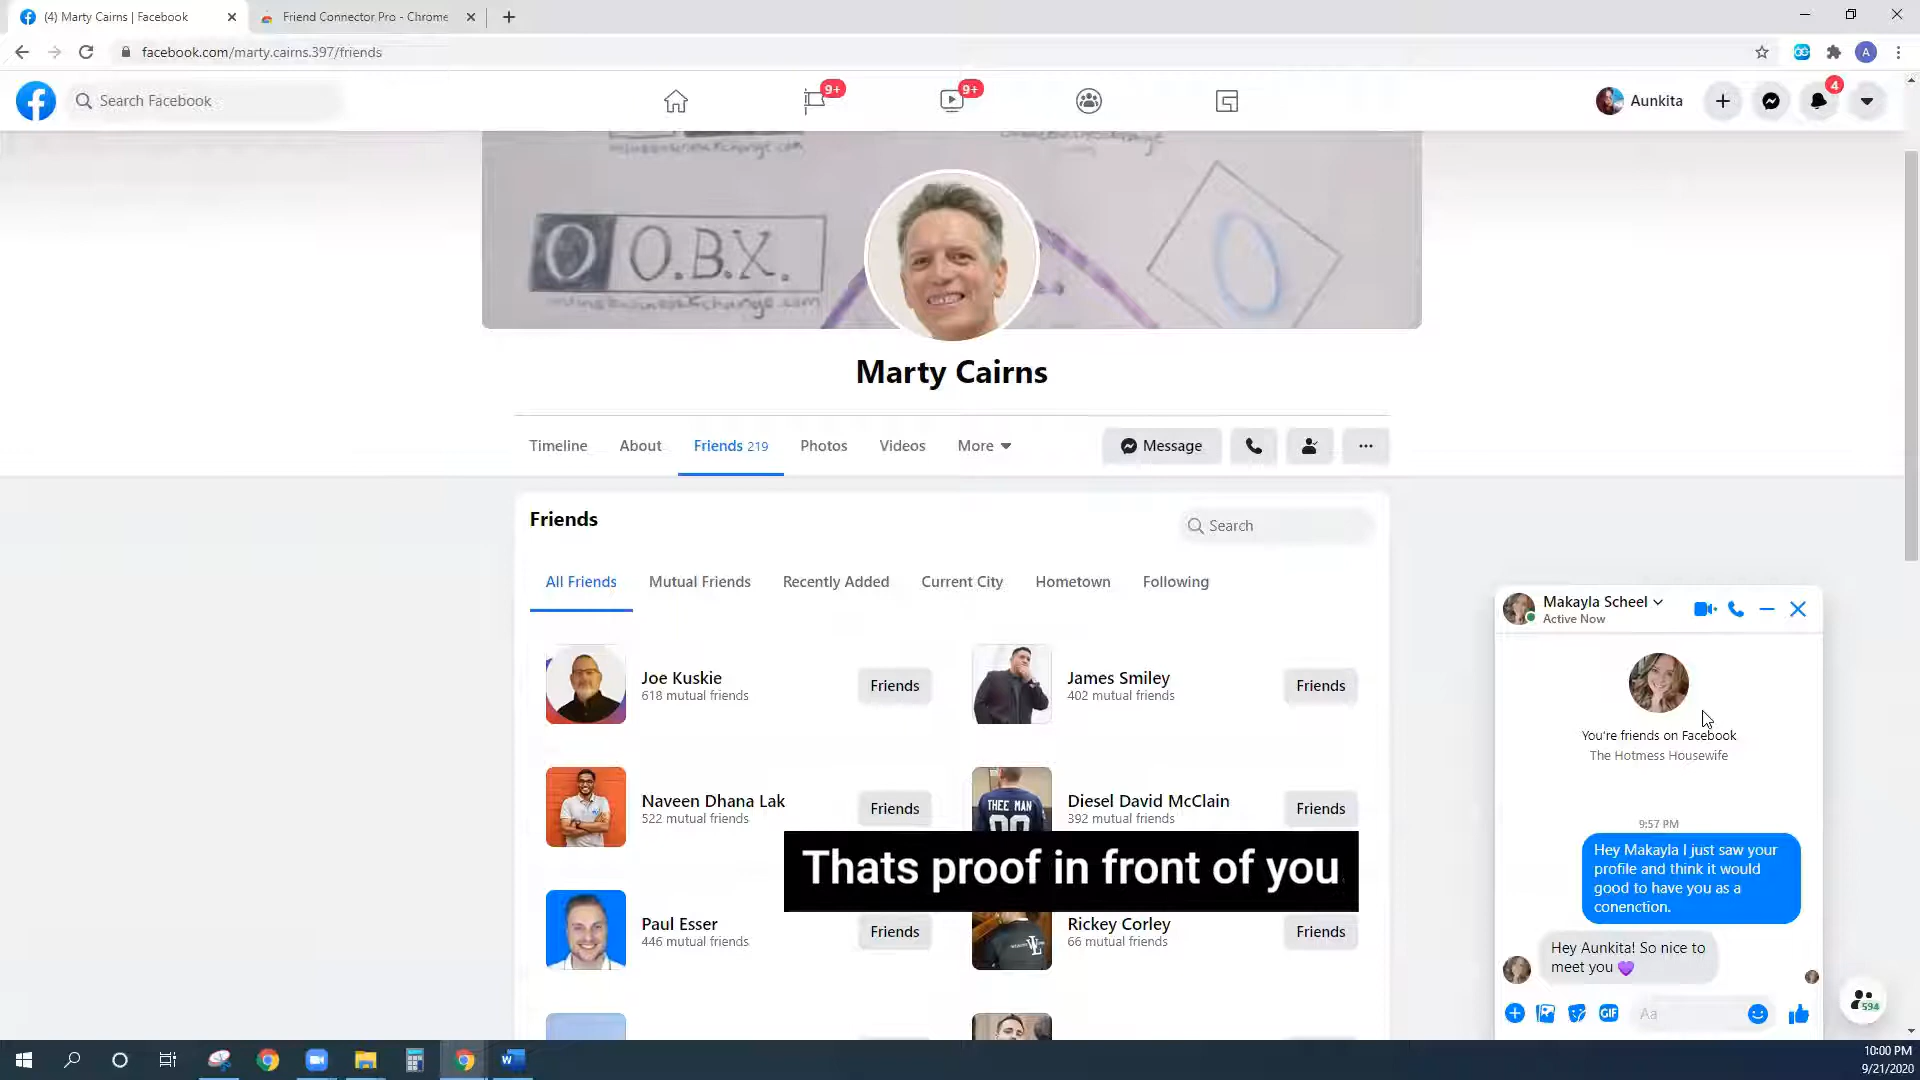 (4) Marty Cairns | Facebook
Friend Connector Pro - Chrome
facebook.com/marty.cairns.397/friends
Search Facebook
9+
9+
Aunkita
4
O O.B.X.
Marty Cairns
Timeline
About
Friends 219
Photos
Videos
More
Message
Friends
Search
All Friends
Mutual Friends
Recently Added
Current City
Hometown
Following
Joe Kuskie
618 mutual friends
Friends
James Smiley
402 mutual friends
Friends
Naveen Dhana Lak
522 mutual friends
Friends
THEE MAN
00
Diesel David McClain
392 mutual friends
Friends
Thats proof in front of you
Paul Esser
446 mutual friends
Friends
Rickey Corley
66 mutual friends
Friends
Makayla Scheel
Active Now
You're friends on Facebook
The Hotmess Housewife
9:57 PM
Hey Makayla I just saw your
profile and think it would
good to have you as a
conenction.
Hey Aunkita! So nice to
meet you 💜
GIF
Aa
594
10:00 PM
9/21/2020